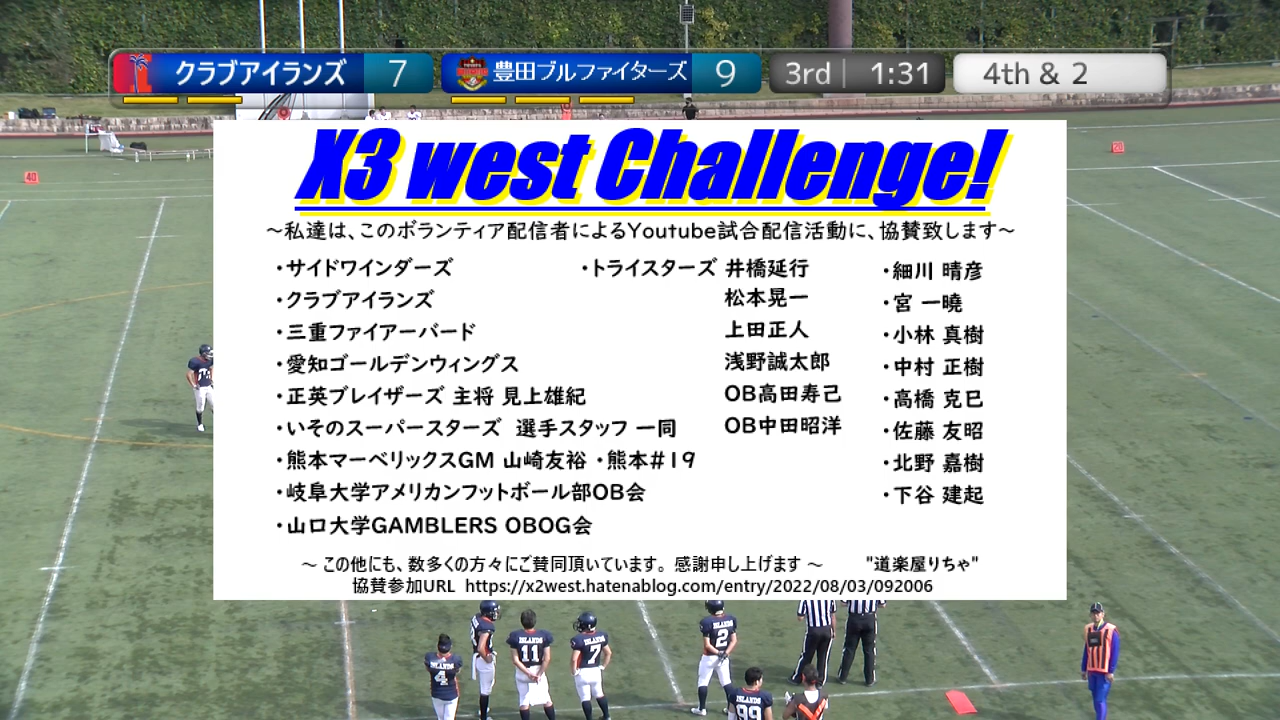 クラブアイランズ 7 豊田ブルファイターズ 9 3rd 1:31 4th & 2
X3 west Challenge!
～私達は、このボランティア配信者によるYoutube試合配信活動に、協賛致します～
・サイドワインダーズ
・クラブアイランズ
・三重ファイアーバード
・愛知ゴールデンウィングス
・正英ブレイザーズ 主将 見上雄紀
・いそのスーパースターズ 選手スタッフ 一同
・熊本マーベリックスGM 山崎友裕 ・熊本#19
・岐阜大学アメリカンフットボール部OB会
・山口大学GAMBLERS OBOG会
・トライスターズ 井橋延行
松本晃一
上田正人
浅野誠太郎
OB高田寿己
OB中田昭洋
・細川 晴彦
・宮 一曉
・小林 真樹
・中村 正樹
・高橋 克巳
・佐藤 友昭
・北野 嘉樹
・下谷 建起
～ この他にも、数多くの方々にご賛同頂いています。感謝申し上げます ～ "道楽屋りちゃ"
協賛参加URL https://x2west.hatenablog.com/entry/2022/08/03/092006
40
20
ISLANDS
4
ISLANDS
11
ISLANDS
7
ISLANDS
2
ISLANDS
99